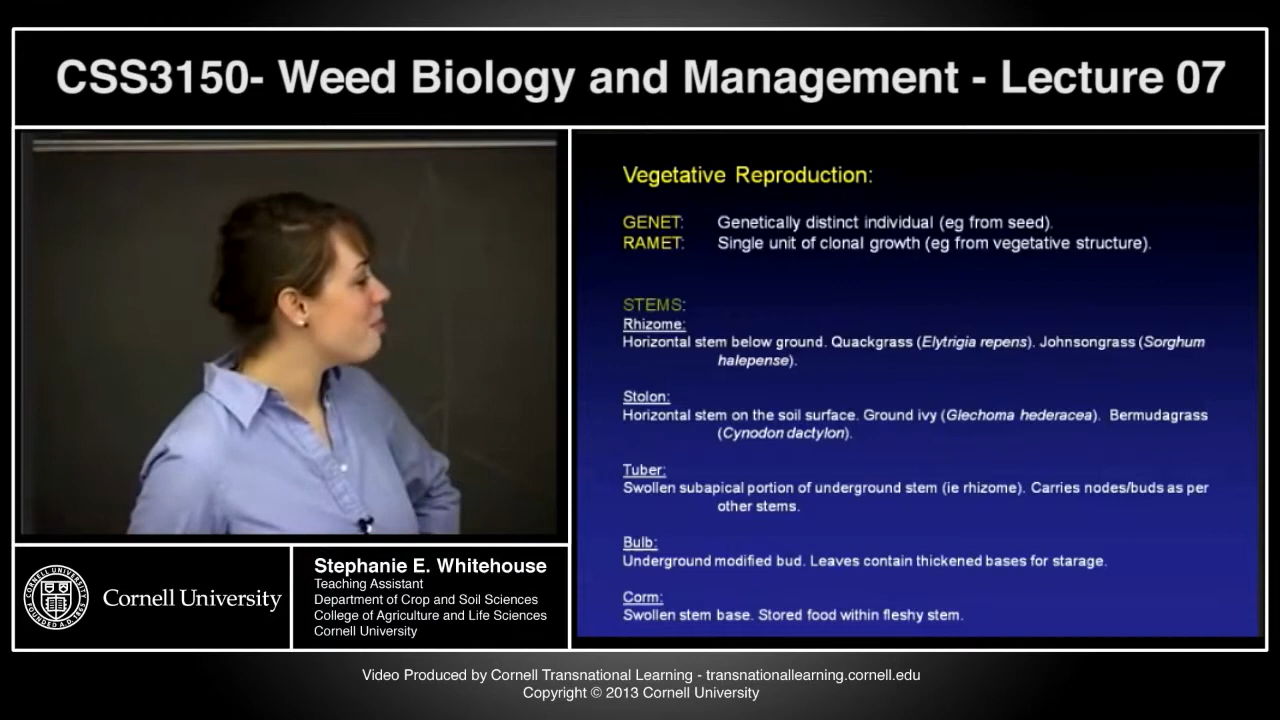 CSS3150- Weed Biology and Management - Lecture 07
Vegetative Reproduction:
GENET: Genetically distinct individual (eg from seed).
RAMET: Single unit of clonal growth (eg from vegetative structure).
STEMS:
Rhizome:
Horizontal stem below ground. Quackgrass (Elytrigia repens). Johnsongrass (Sorghum
halepense).
Stolon:
Horizontal stem on the soil surface. Ground ivy (Glechoma hederacea). Bermudagrass
(Cynodon dactylon).
Tuber:
Swollen subapical portion of underground stem (ie rhizome). Carries nodes/buds as per
other stems.
Bulb:
Underground modified bud. Leaves contain thickened bases for starage.
Corm:
Swollen stem base. Stored food within fleshy stem.
Cornell University
Stephanie E. Whitehouse
Teaching Assistant
Department of Crop and Soil Sciences
College of Agriculture and Life Sciences
Cornell University
Video Produced by Cornell Transnational Learning - transnationallearning.cornell.edu
Copyright © 2013 Cornell University